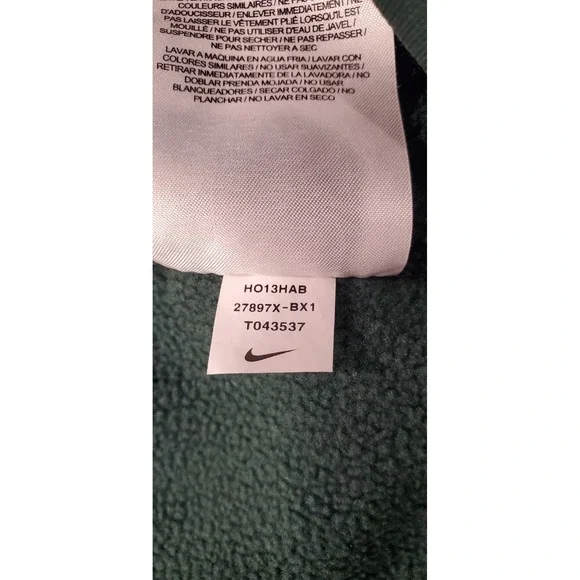 COULEURS SIMILAIRES / NE PAS
D'ADOUCISSEUR / ENLEVER IMMÉDIATEMENT
PAS LAISSER LE VÊTEMENT PLIÉ LORSQU'IL EST
MOUILLÉ / NE PAS UTILISER D'EAU DE JAVEL /
SUSPENDRE POUR SECHER / NE PAS REPASSER /
NE PAS NETTOYER A SEC
LAVAR A MAQUINA EN AGUA FRIA / LAVAR CON
COLORES SIMILARES / NO USAR SUAVIZANTES /
RETIRAR INMEDIATAMENTE DE LA LAVADORA / NO
DOBLAR PRENDA MOJADA / NO USAR
BLANQUEADORES / SECAR COLGADO / NO
PLANCHAR / NO LAVAR EN SECO
HO13HAB
27897X-BX1
T043537